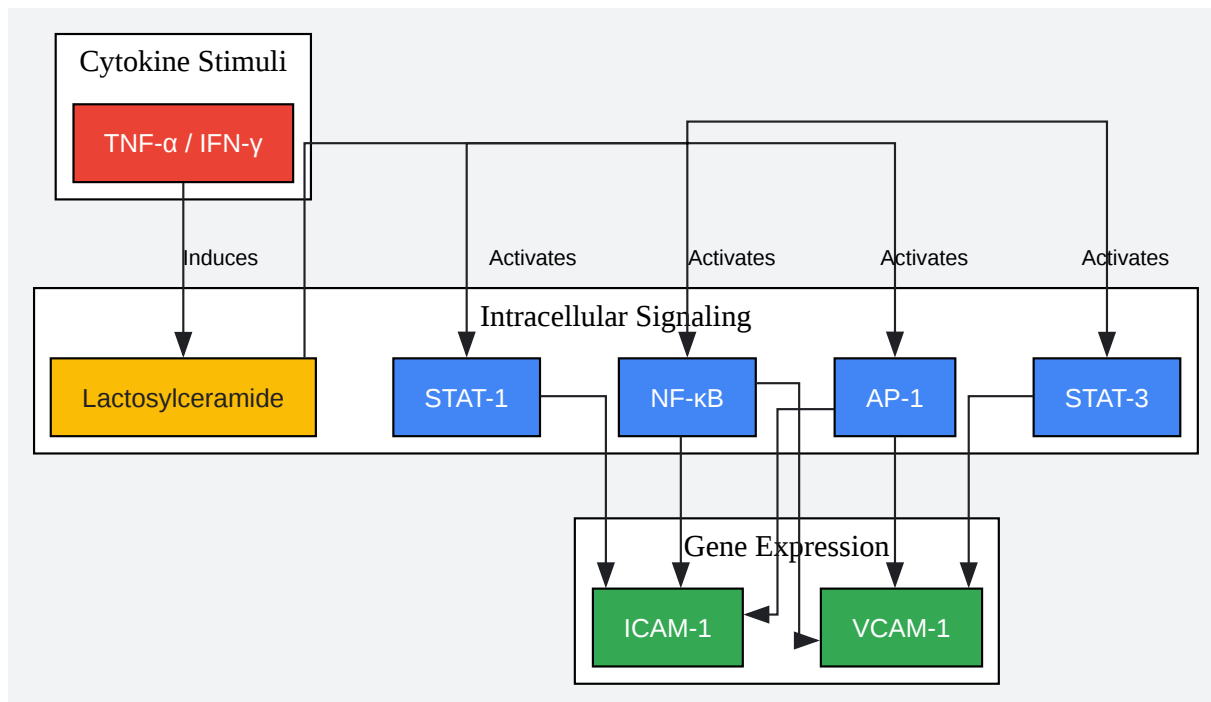 Cytokine Stimuli
TNF-α / IFN-γ
Induces
Activates
Activates
Activates
Activates
Intracellular Signaling
Lactosylceramide
STAT-1
NF-κB
AP-1
STAT-3
Gene Expression
ICAM-1
VCAM-1